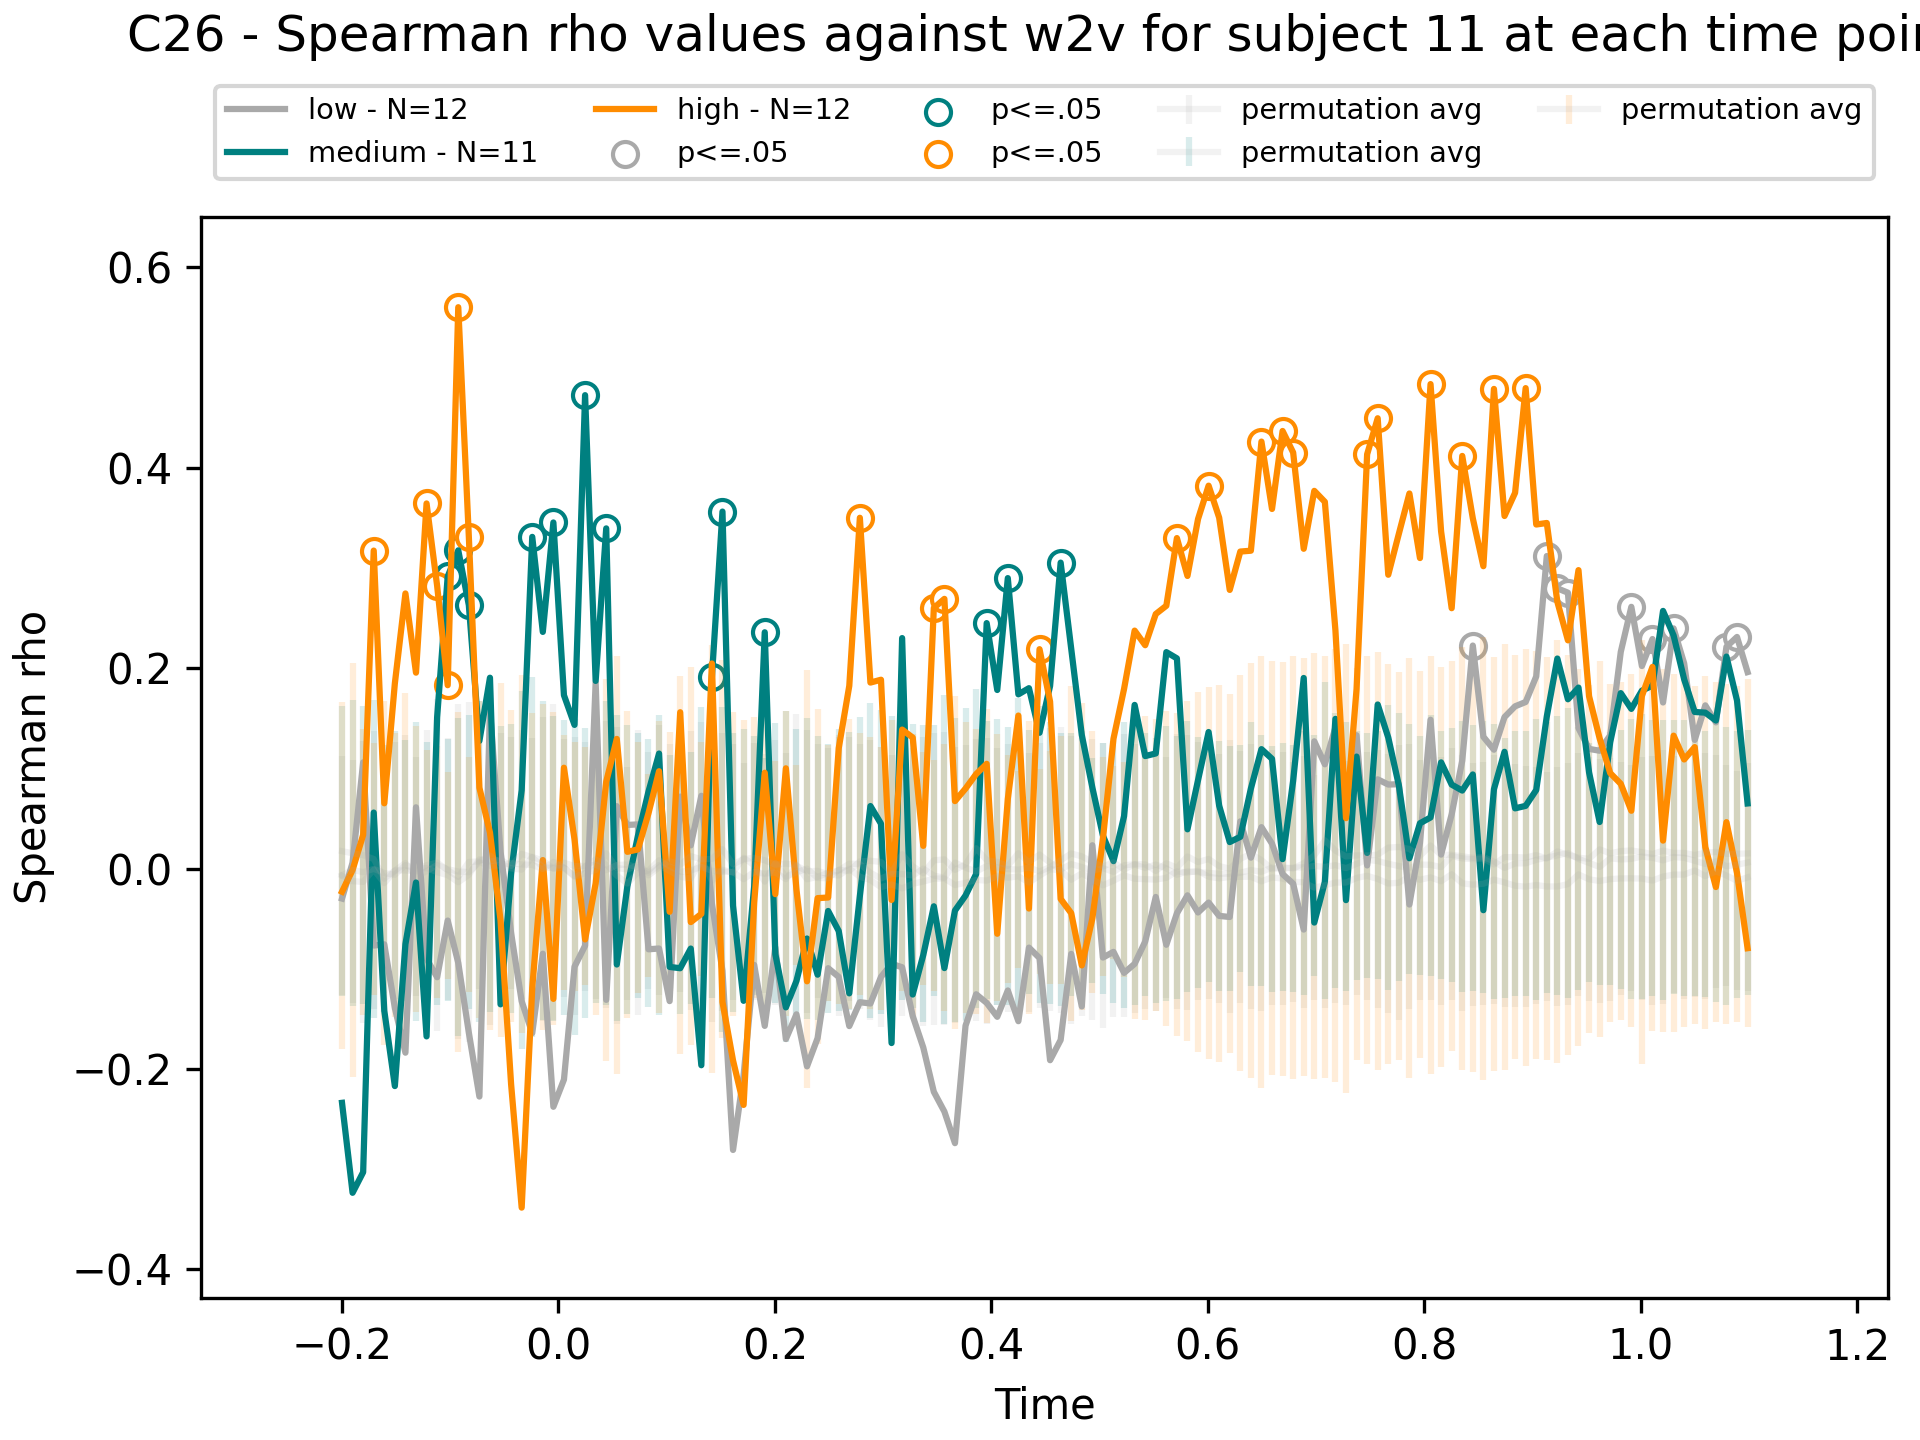 C26 - Spearman rho values against w2v for subject 11 at each time poi
low - N=12 high - N=12 p<=.05 permutation avg permutation avg
medium - N=11 p<=.05 p<=.05 permutation avg
0.6
0.4
0.2
0.0
−0.2
−0.4
Spearman rho
−0.2 0.0 0.2 0.4 0.6 0.8 1.0 1.2
Time